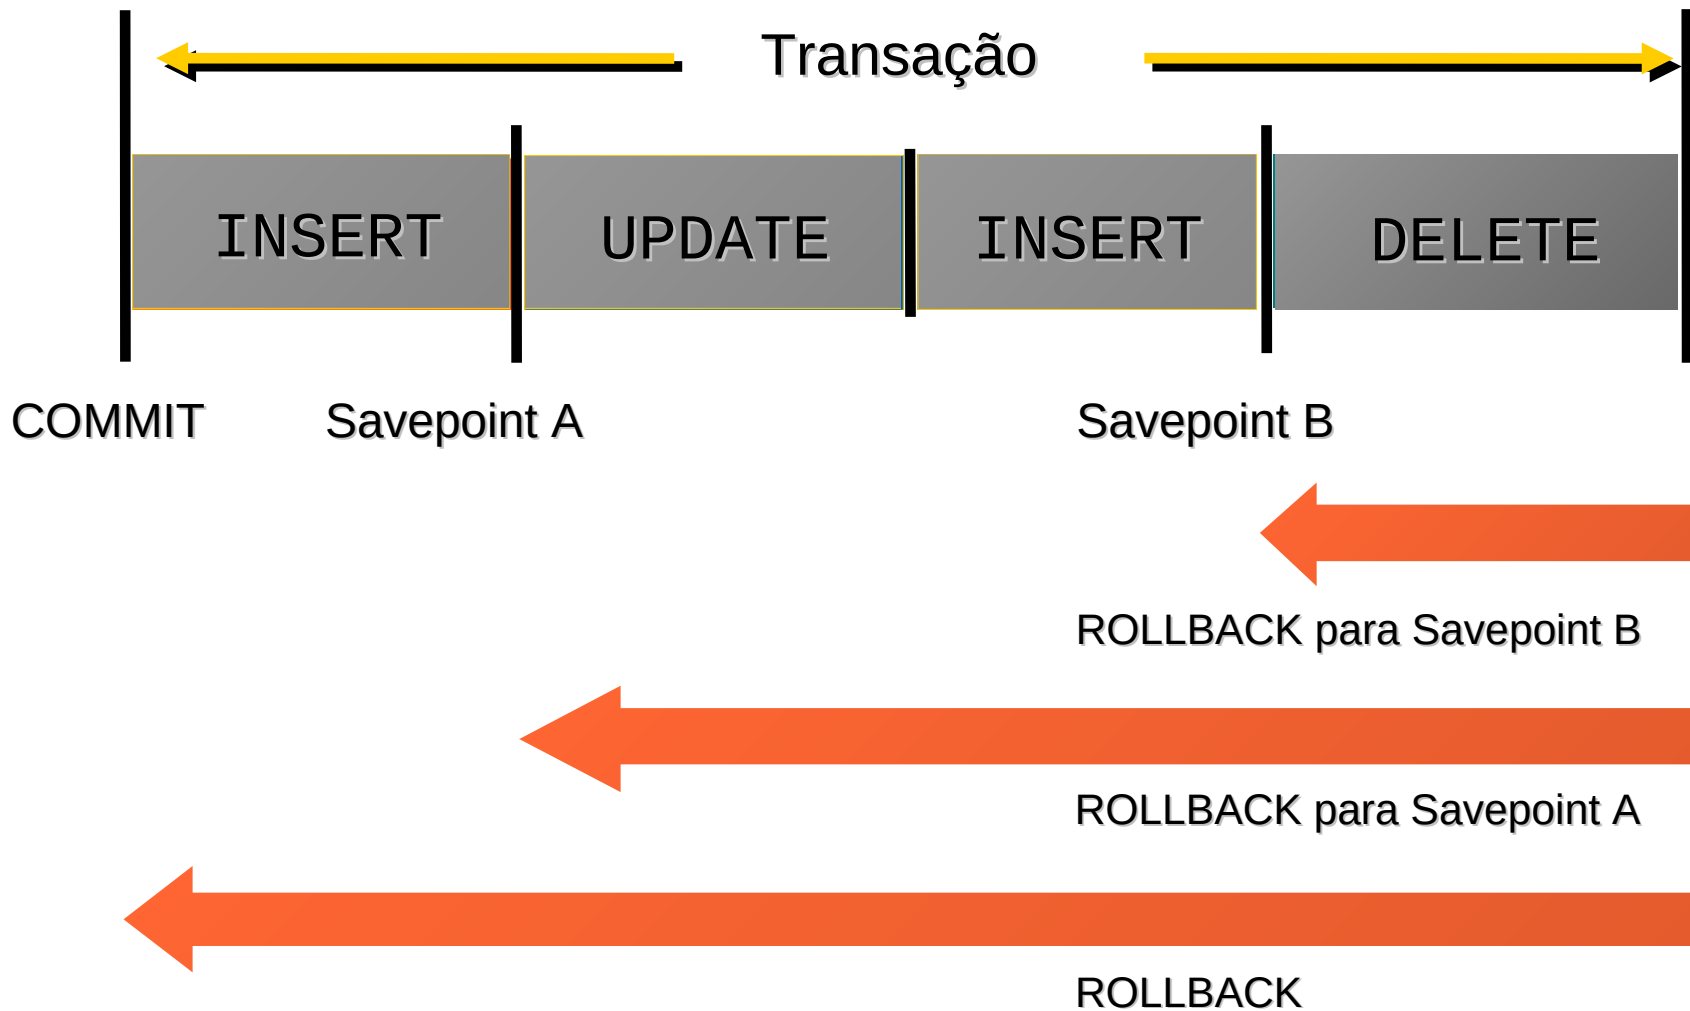 Transação
INSERT
UPDATE
INSERT
DELETE
COMMIT
Savepoint A
Savepoint B
ROLLBACK para Savepoint B
ROLLBACK para Savepoint A
ROLLBACK